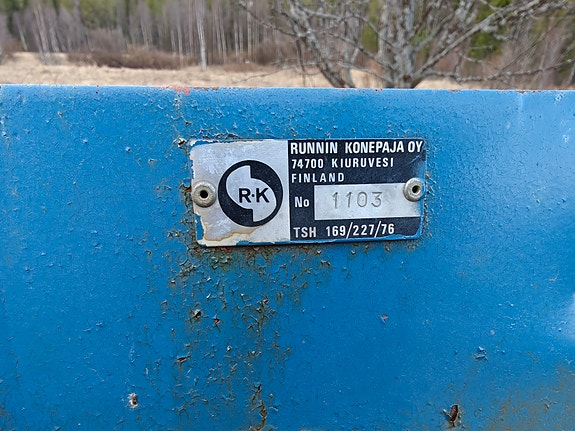 R·K
RUNNIN KONEPAJA OY
74700 KIURUVESI
FINLAND
No 1103
TSH 169/227/76